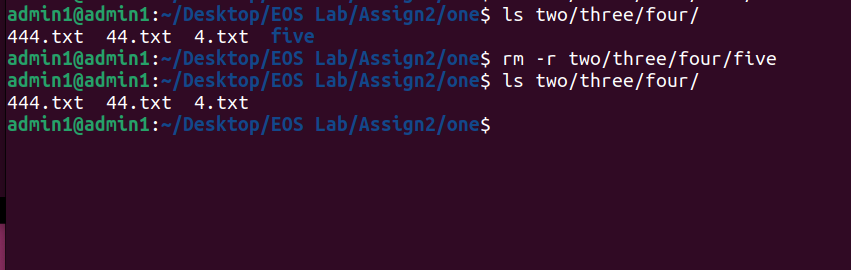 admin1@admin1:~/Desktop/EOS Lab/Assign2/one$ ls two/three/four/
444.txt  44.txt  4.txt  five
admin1@admin1:~/Desktop/EOS Lab/Assign2/one$ rm -r two/three/four/five
admin1@admin1:~/Desktop/EOS Lab/Assign2/one$ ls two/three/four/
444.txt  44.txt  4.txt
admin1@admin1:~/Desktop/EOS Lab/Assign2/one$